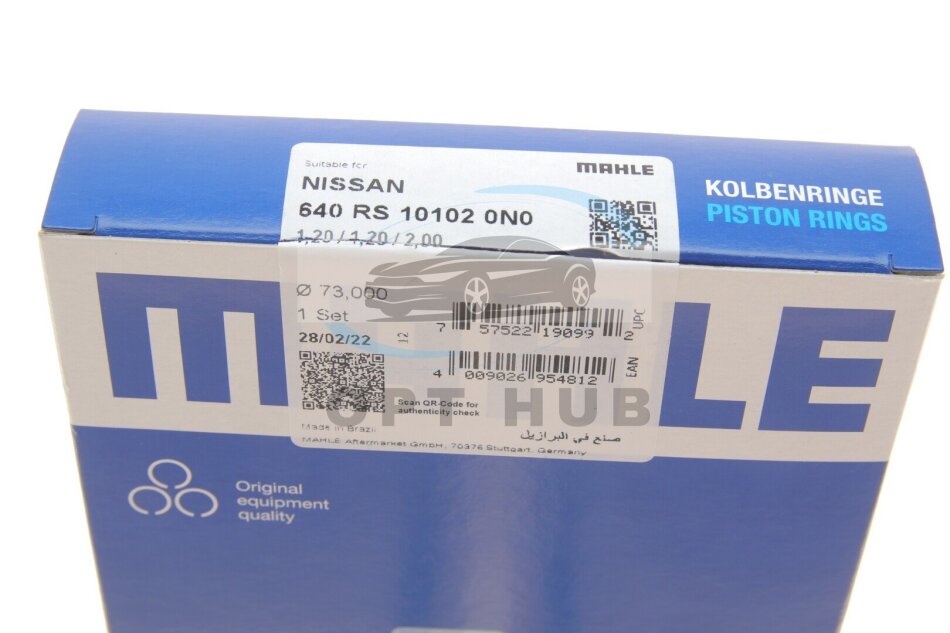 Suitable for
MAHLE
NISSAN
640 RS 10102 0N0
1,20 / 1,20 / 2,00
KOLBENRINGE
PISTON RINGS
MAHLE
Ø 73,000
1 Set
28/02/22
12
7 57522 19099 2
UPC
4 009026 954812
EAN
Scan QR-Code for
authenticity check
OPT HUB
Made in Brazil
صنع في البرازيل
MAHLE Aftermarket GmbH, 70376 Stuttgart, Germany
Original
equipment
quality